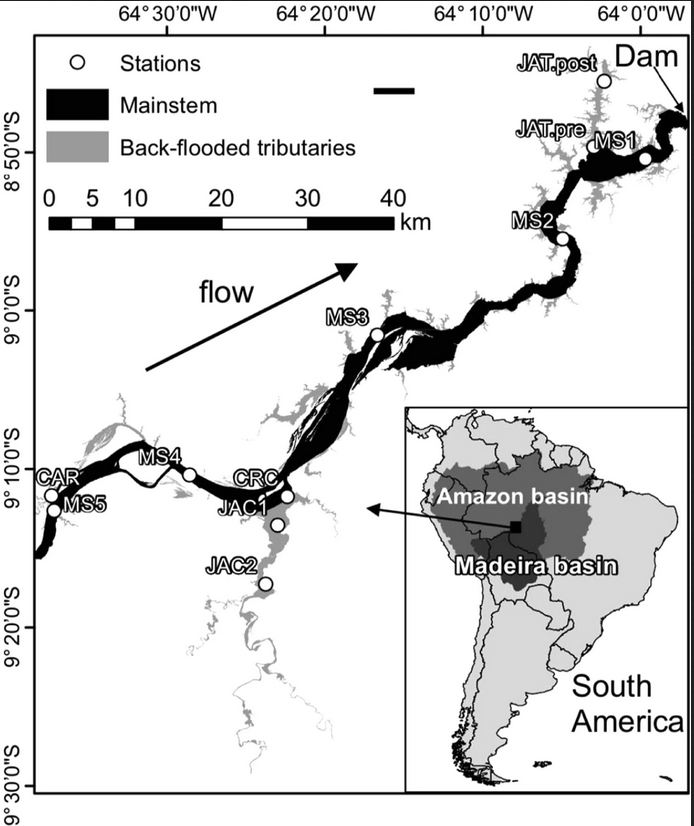 64°30'0"W 64°20'0"W 64°10'0"W 64°0'0"W
Stations
Mainstem
Back-flooded tributaries
0 5 10 20 30 40
km
flow
JAT.post
Dam
JAT.pre
MS1
MS2
MS3
MS4
CRC
CAR
MS5
JAC1
JAC2
8°50'0"S
9°0'0"S
9°10'0"S
9°20'0"S
9°30'0"S
Amazon basin
Madeira basin
South
America